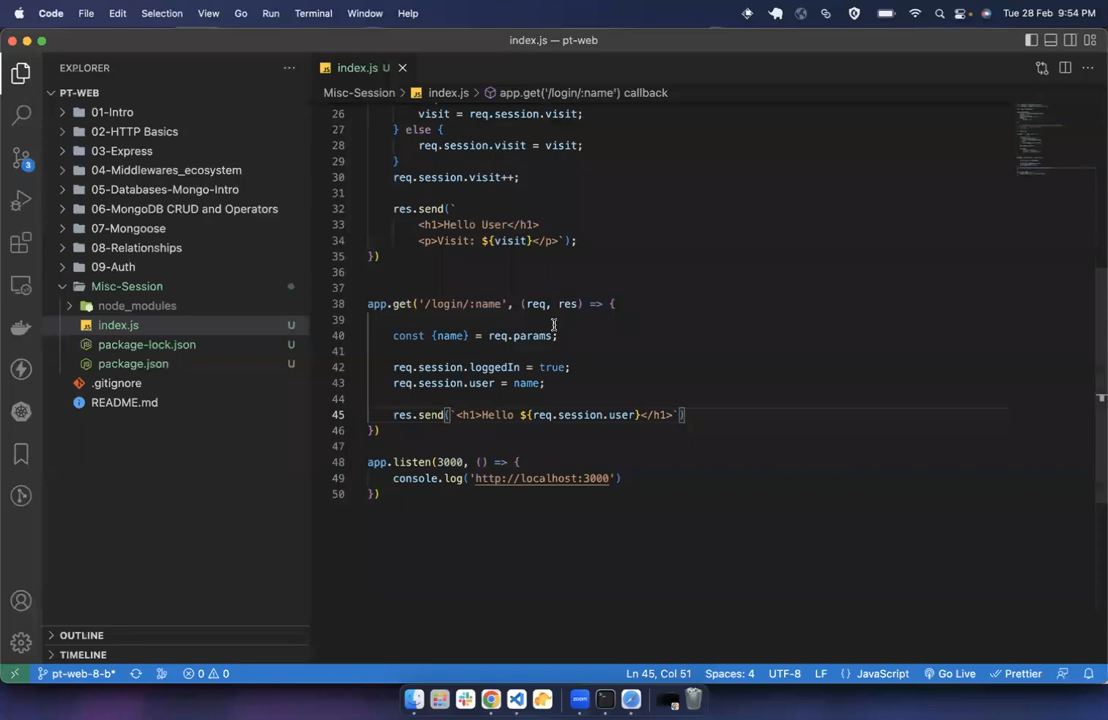 Code File Edit Selection View Go Run Terminal Window Help Tue 28 Feb 9:54 PM
index.js — pt-web
EXPLORER
index.js U
PT-WEB
Misc-Session > index.js > app.get('/login/:name') callback
01-Intro
02-HTTP Basics
03-Express
04-Middlewares_ecosystem
05-Databases-Mongo-Intro
06-MongoDB CRUD and Operators
07-Mongoose
08-Relationships
09-Auth
Misc-Session
node_modules
index.js U
package-lock.json U
package.json U
.gitignore
README.md
OUTLINE
TIMELINE
3
26 visit = req.session.visit;
27 } else {
28 req.session.visit = visit;
29 }
30 req.session.visit++;
31
32 res.send(`
33 <h1>Hello User</h1>
34 <p>Visit: ${visit}</p>`);
35 })
36
37
38 app.get('/login/:name', (req, res) => {
39
40 const {name} = req.params;
41
42 req.session.loggedIn = true;
43 req.session.user = name;
44
45 res.send(`<h1>Hello ${req.session.user}</h1>`)
46 })
47
48 app.listen(3000, () => {
49 console.log('http://localhost:3000')
50 })
pt-web-8-b* 0 0 Ln 45, Col 51 Spaces: 4 UTF-8 LF {} JavaScript Go Live Prettier
zoom